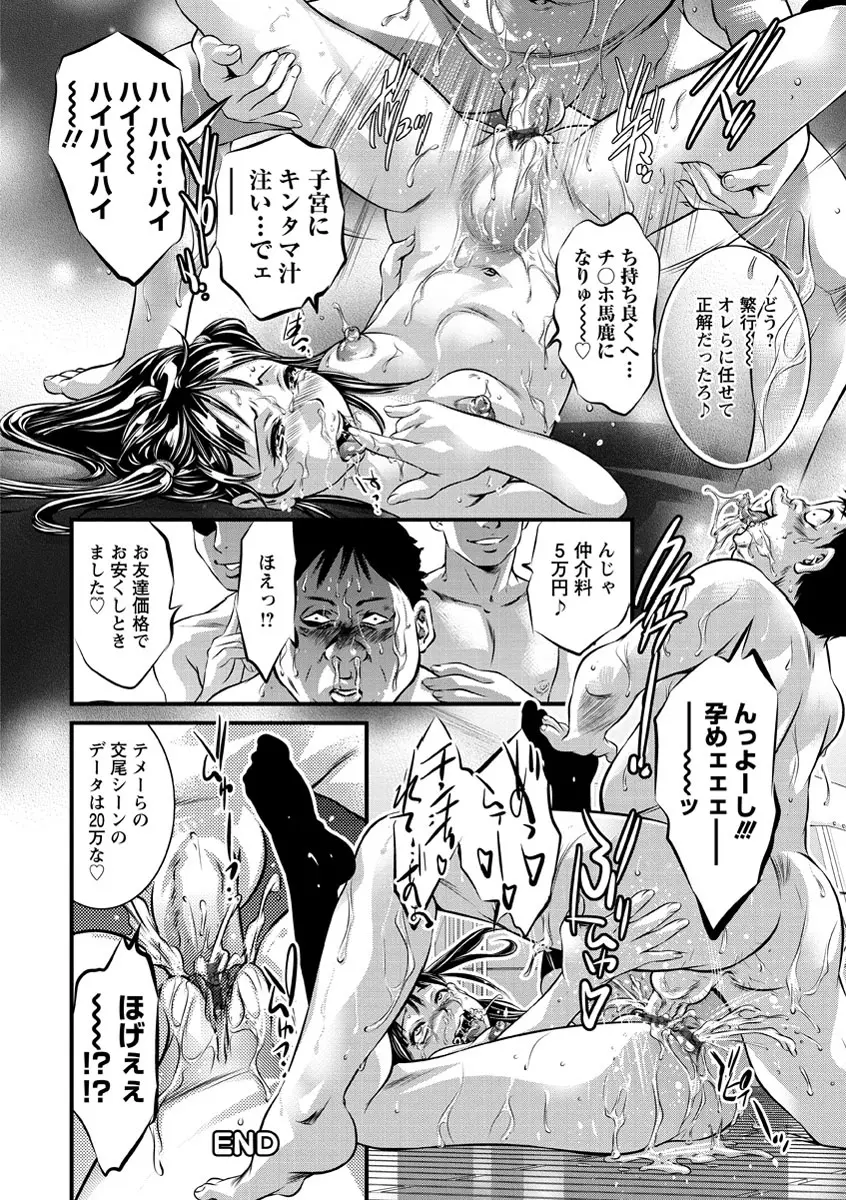 どう？
繁行〜〜
オレらに任せて
正解だったろ♪
ち持ち良くへ…
チ〇ホ馬鹿に
なりゅ〜〜♡
子宮に
キンタマ汁
注い…でェ
――
ハ ハハ…ハイ
ハイ〜〜
ハイハイハイ
〜〜〜!!
んじゃ
仲介料
5万円♪
ほえっ!?
お友達価格で
お安くしとき
ました♡
んっよーし!!!
孕めェェェ――
――〜〜ッ
テメーらの
交尾シーンの
データは20万な♡
ほげぇぇ
〜〜〜!?!?
END